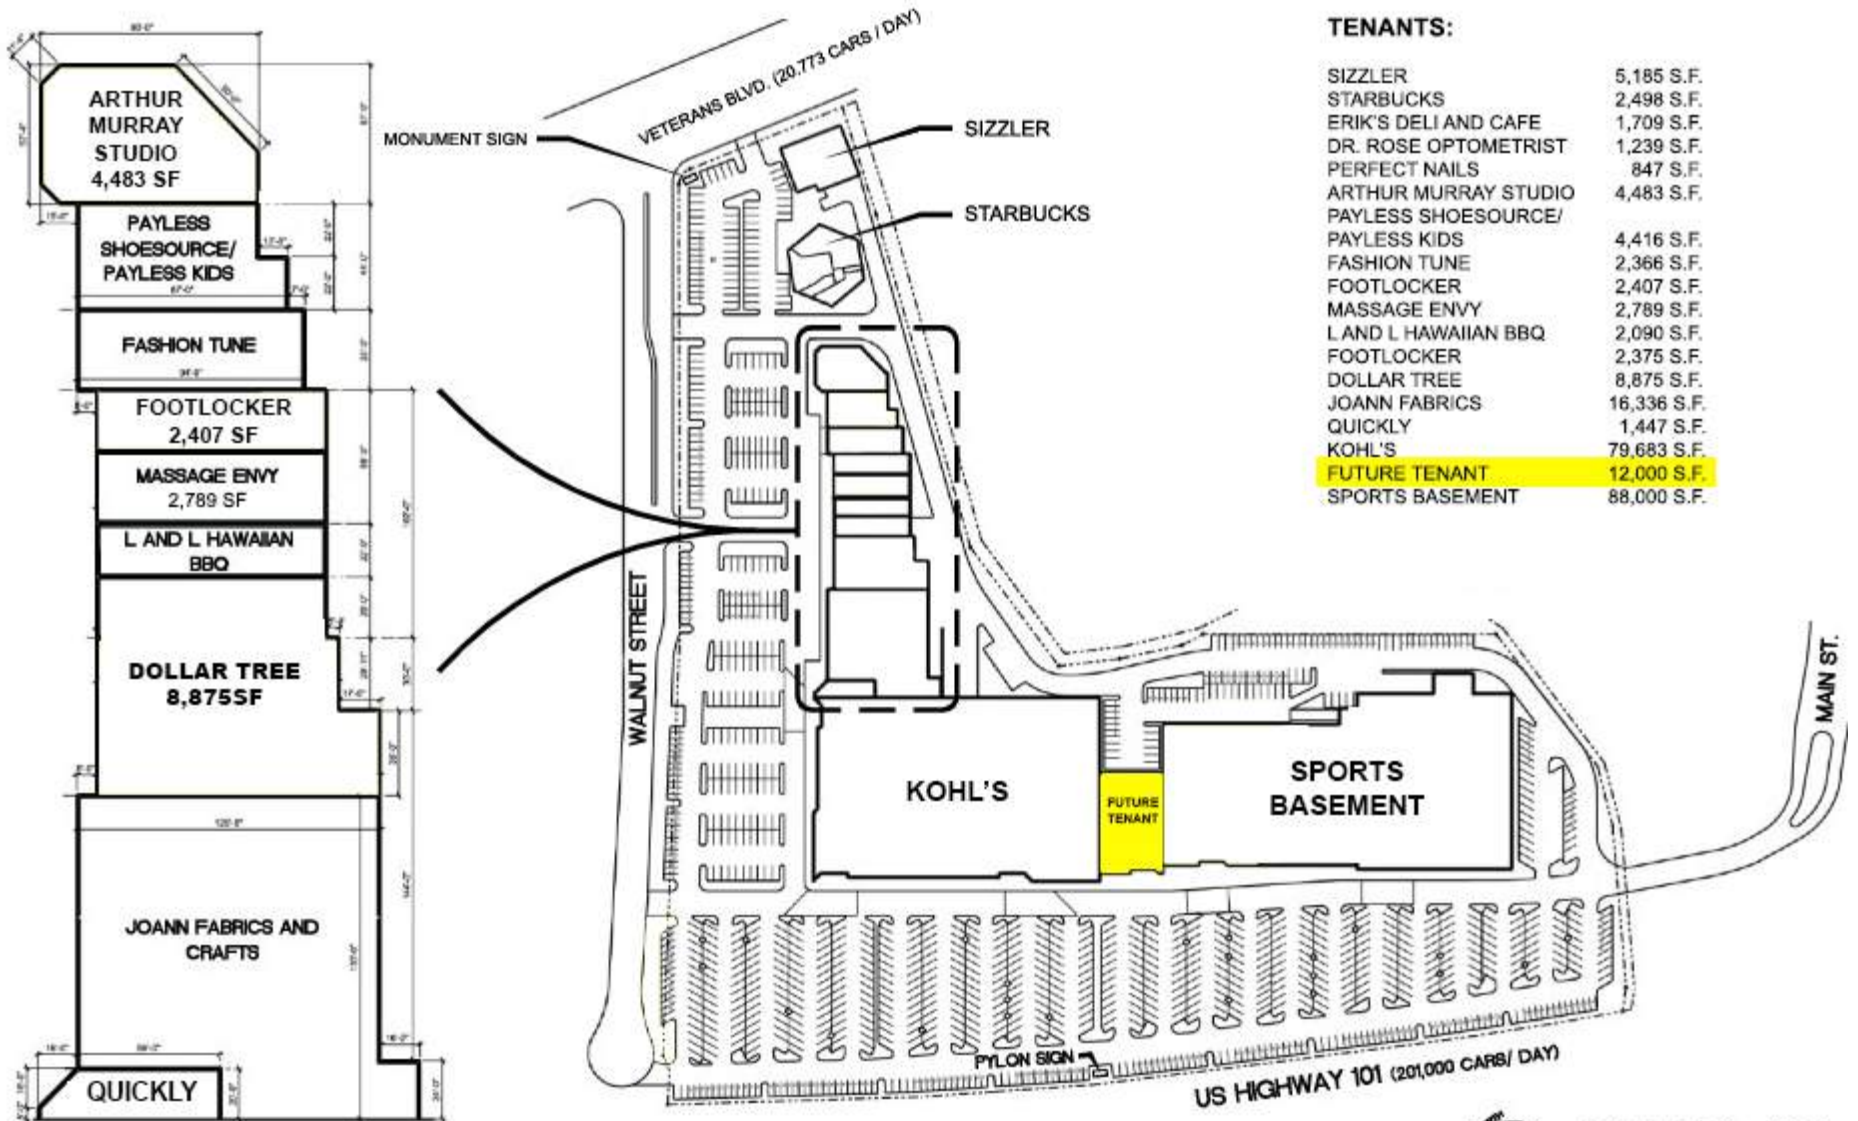 ARTHUR
MURRAY
STUDIO
4,483 SF
PAYLESS
SHOESOURCE/
PAYLESS KIDS
FASHION TUNE
FOOTLOCKER
2,407 SF
MASSAGE ENVY
2,789 SF
L AND L HAWAIIAN
BBQ
DOLLAR TREE
8,875SF
JOANN FABRICS AND
CRAFTS
QUICKLY
MONUMENT SIGN
VETERANS BLVD. (20.773 CARS / DAY)
SIZZLER
STARBUCKS
WALNUT STREET
KOHL'S
FUTURE
TENANT
SPORTS
BASEMENT
MAIN ST.
PYLON SIGN
US HIGHWAY 101 (201,000 CARS/ DAY)
TENANTS:
SIZZLER 5,185 S.F.
STARBUCKS 2,498 S.F.
ERIK'S DELI AND CAFE 1,709 S.F.
DR. ROSE OPTOMETRIST 1,239 S.F.
PERFECT NAILS 847 S.F.
ARTHUR MURRAY STUDIO 4,483 S.F.
PAYLESS SHOESOURCE/
PAYLESS KIDS 4,416 S.F.
FASHION TUNE 2,366 S.F.
FOOTLOCKER 2,407 S.F.
MASSAGE ENVY 2,789 S.F.
L AND L HAWAIIAN BBQ 2,090 S.F.
FOOTLOCKER 2,375 S.F.
DOLLAR TREE 8,875 S.F.
JOANN FABRICS 16,336 S.F.
QUICKLY 1,447 S.F.
KOHL'S 79,683 S.F.
FUTURE TENANT 12,000 S.F.
SPORTS BASEMENT 88,000 S.F.